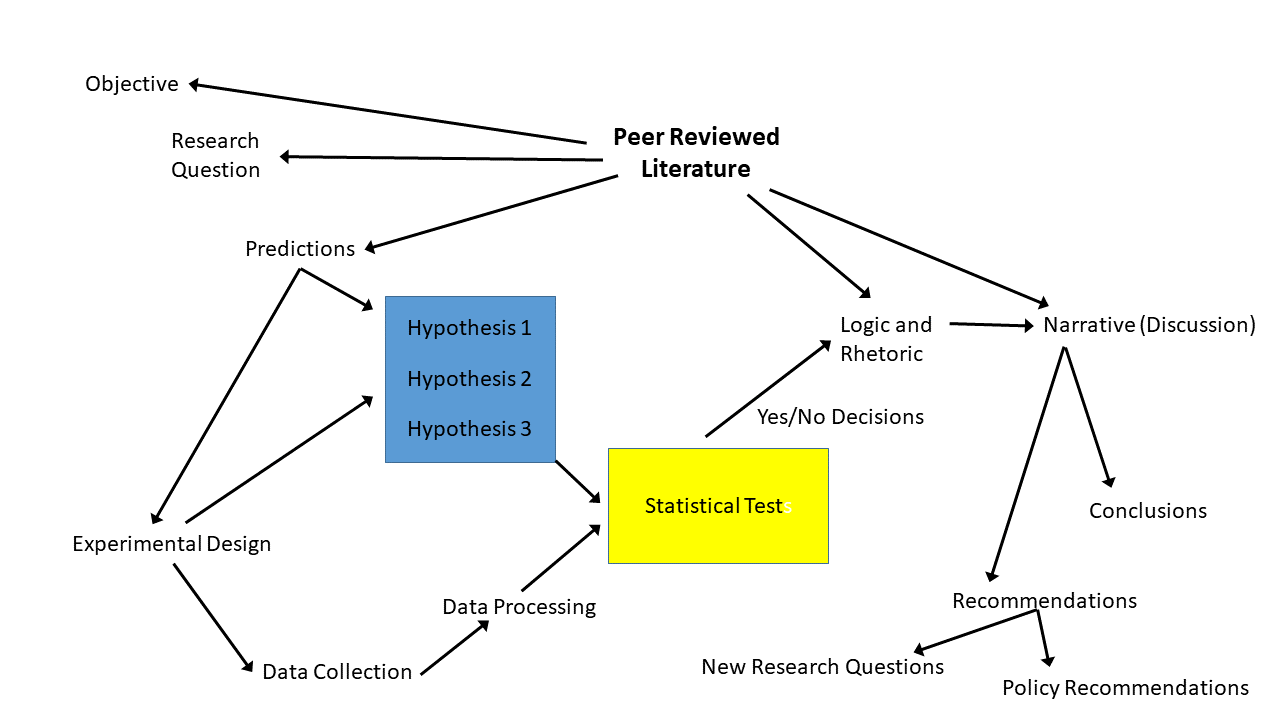 Objective
Peer Reviewed
Literature
Research
Question
Predictions
Hypothesis 1
Hypothesis 2
Hypothesis 3
Logic and
Rhetoric
Narrative (Discussion)
Yes/No Decisions
Statistical Tests
Conclusions
Experimental Design
Data Processing
Recommendations
Data Collection
New Research Questions
Policy Recommendations